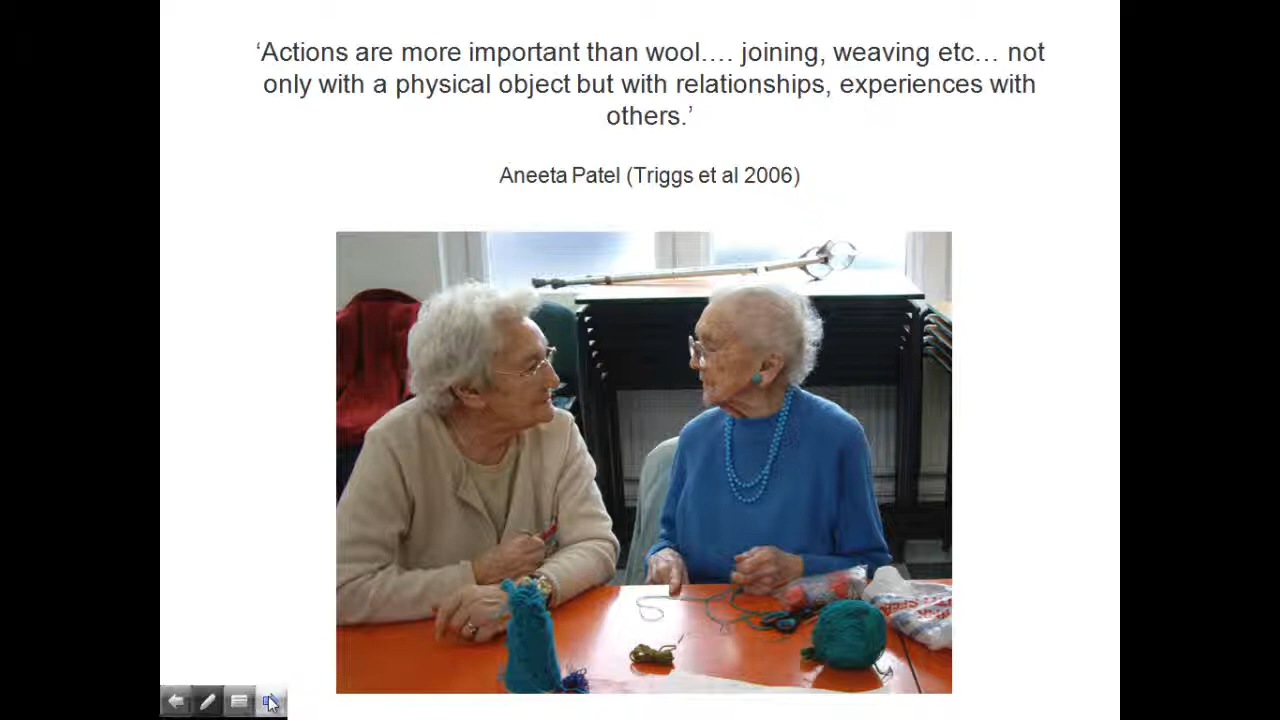 ‘Actions are more important than wool…. joining, weaving etc… not
only with a physical object but with relationships, experiences with
others.’
Aneeta Patel (Triggs et al 2006)